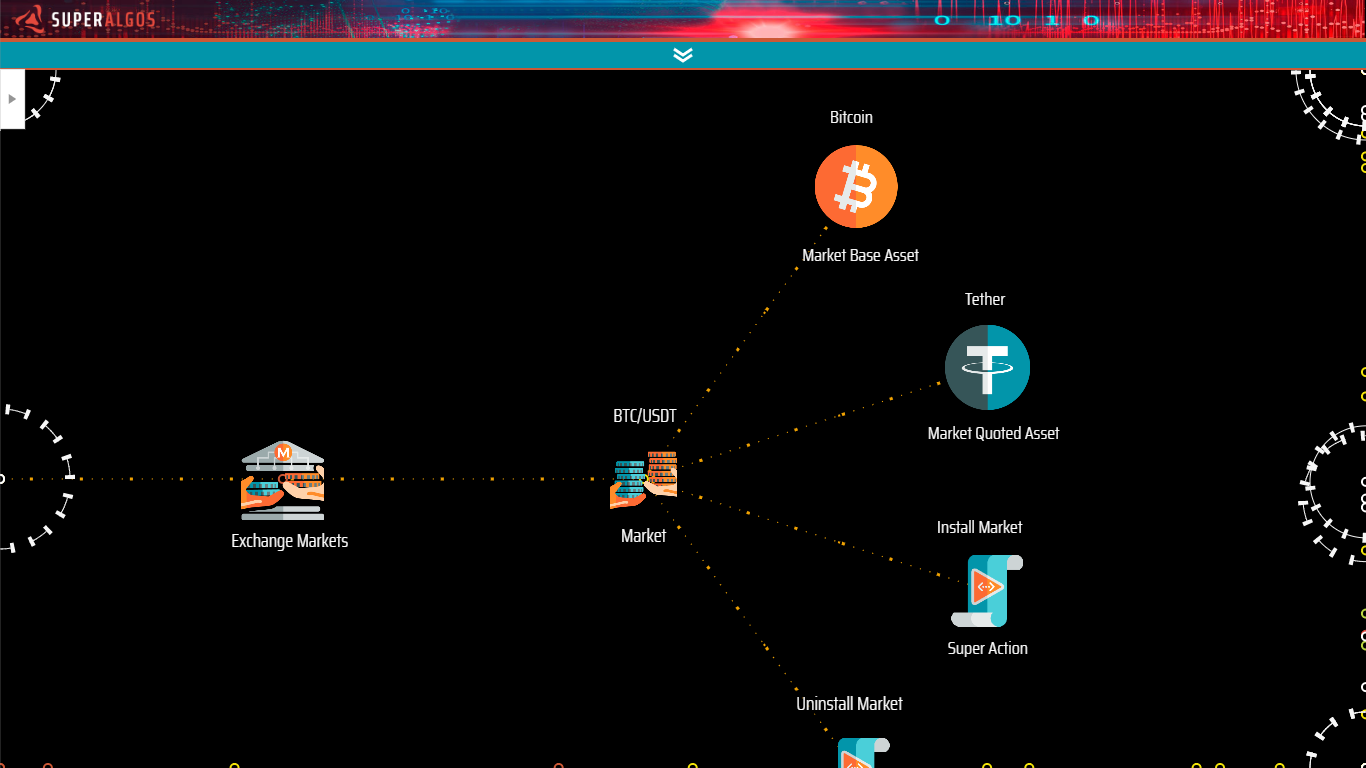 SUPERALGOS
0 10 1 0
Bitcoin
Market Base Asset
Tether
Market Quoted Asset
BTC/USDT
Market
M
Exchange Markets
Install Market
Super Action
Uninstall Market